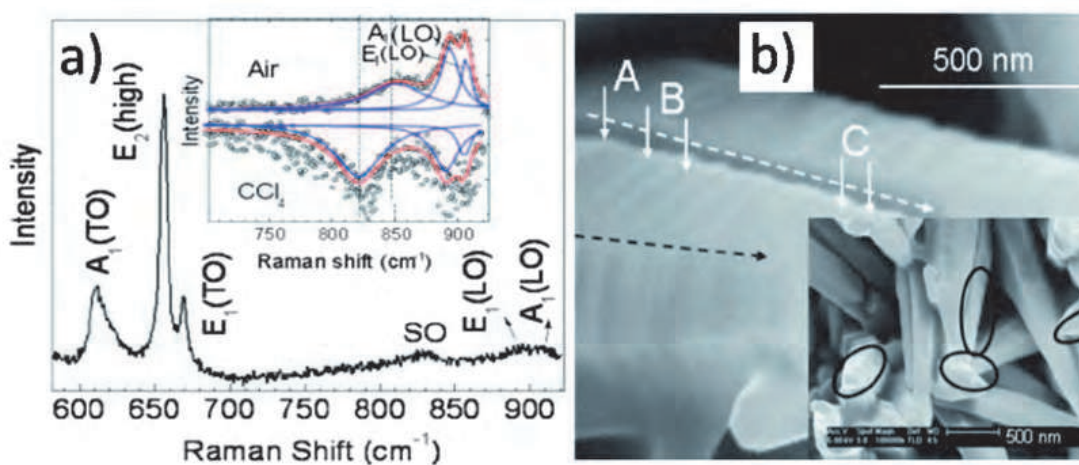 a)
Intensity
A₁(TO)
E₂(high)
E₁(TO)
SO
E₁(LO)
A₁(LO)
600 650 700 750 800 850 900
Raman Shift (cm⁻¹)
Air
A₁(LO)
E₁(LO)
Intensity
CCl₄
700 750 800 850 900
Raman shift (cm⁻¹)
b)
500 nm
A
B
C
500 nm